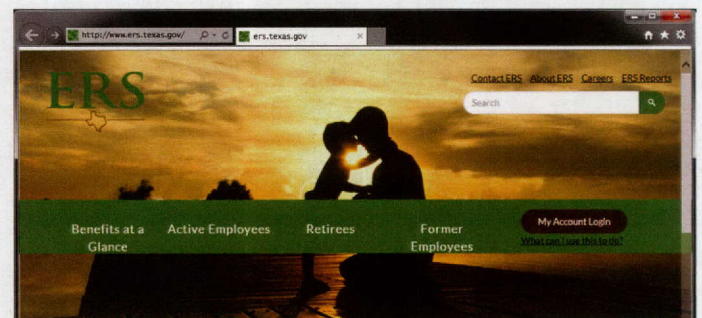 http://www.ers.texas.gov/
ers.texas.gov
ERS
Contact ERS About ERS Careers ERS Reports
Search
Benefits at a Glance
Active Employees
Retirees
Former Employees
My Account Login
What can I use this to do?